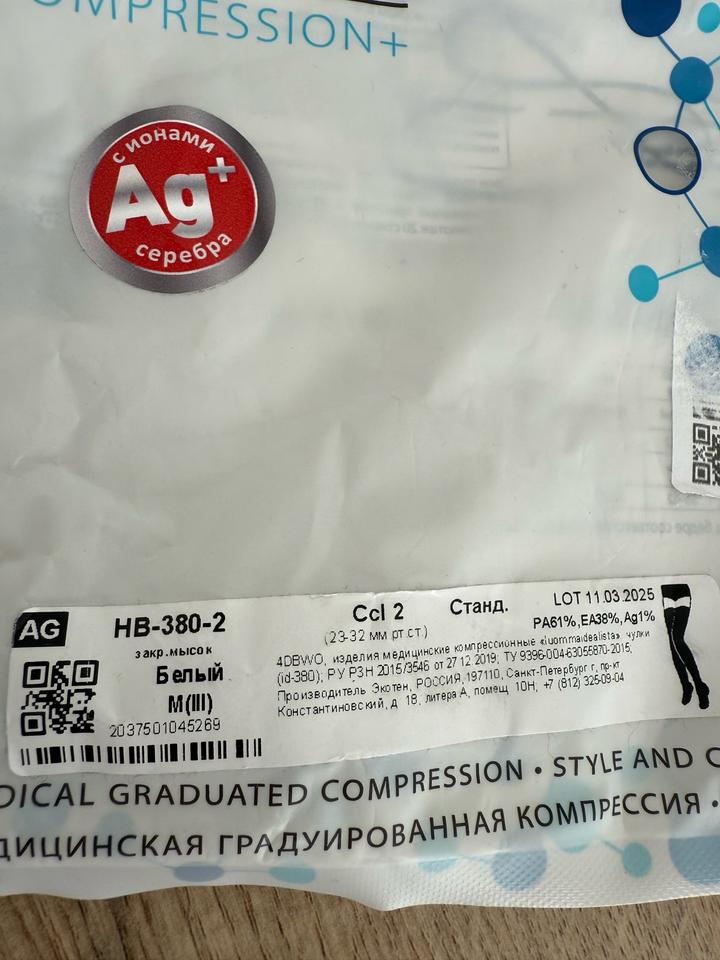 OMPRESSION+
с ионами
Ag+
серебра
AG
НВ-380-2
закр.мысок
Белый
M(III)
2037501045269
Ccl 2
Станд.
(23-32 мм рт.ст.)
LOT 11.03.2025
PA61%,EA38%,Ag1%
4DBWO, изделия медицинские компрессионные «luommaidealista» чулки
(id-380); РУ РЗН 2015/3546 от 27.12.2019; ТУ 9396-004-63055870-2015;
Производитель Экотен, РОССИЯ, 197110, Санкт-Петербург г, пр-кт
Константиновский, д 18, литера А, помещ 10Н; +7 (812) 325-09-04
DICAL GRADUATED COMPRESSION • STYLE AND C
ДИЦИНСКАЯ ГРАДУИРОВАННАЯ КОМПРЕССИЯ •